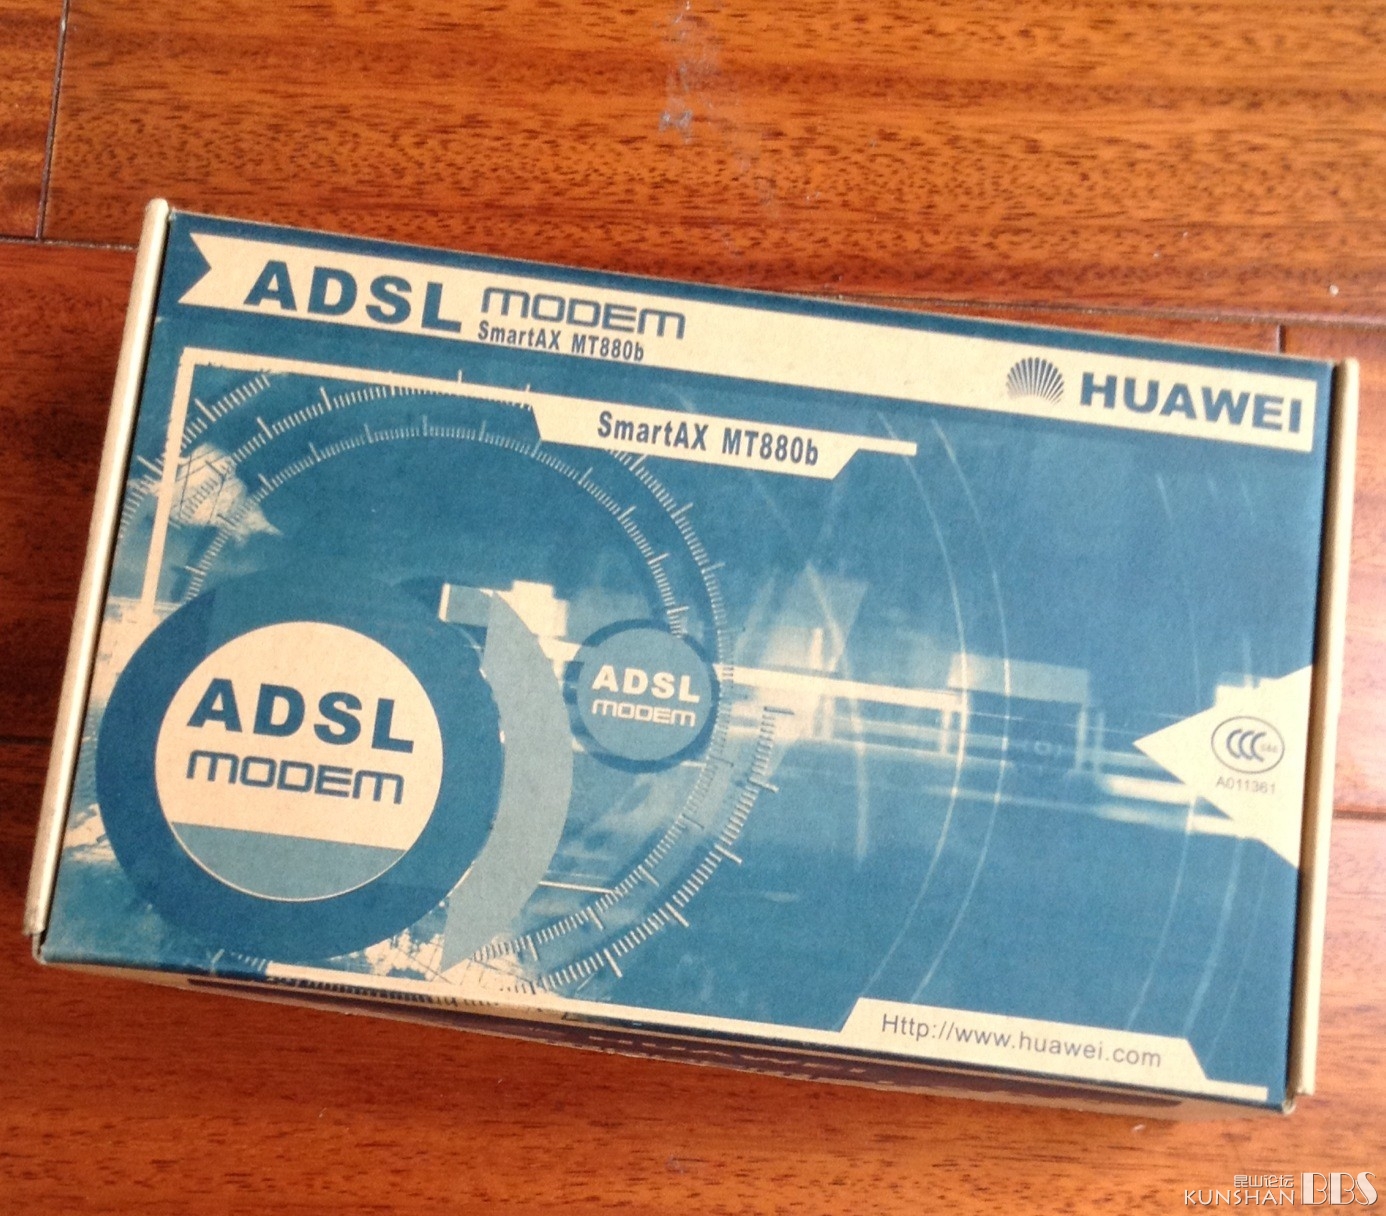 ADSL MODEM
SmartAX MT880b
HUAWEI
SmartAX MT880b
ADSL
MODEM
ADSL
MODEM
CCC
A011361
Http://www.huawei.com
昆山论坛
KUNSHAN BBS